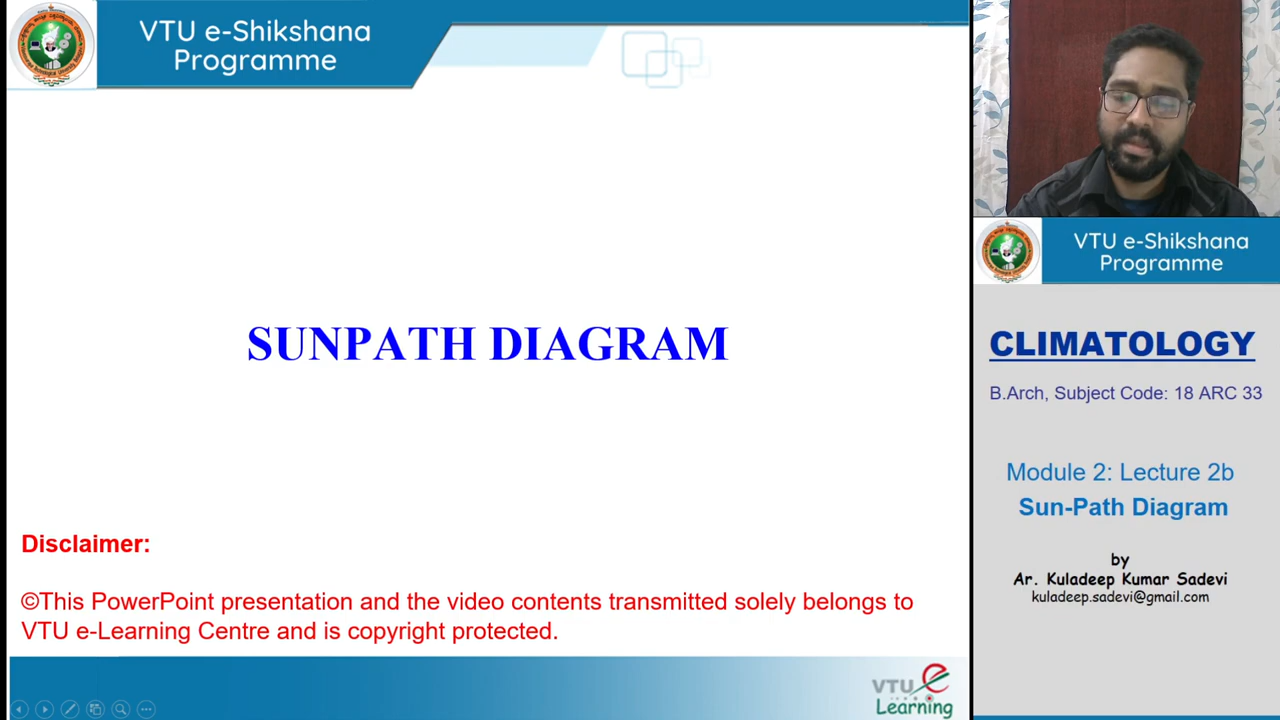 VTU e-Shikshana
Programme
SUNPATH DIAGRAM
Disclaimer:
©This PowerPoint presentation and the video contents transmitted solely belongs to
VTU e-Learning Centre and is copyright protected.
VTU e
Learning
VTU e-Shikshana
Programme
CLIMATOLOGY
B.Arch, Subject Code: 18 ARC 33
Module 2: Lecture 2b
Sun-Path Diagram
by
Ar. Kuladeep Kumar Sadevi
kuladeep.sadevi@gmail.com